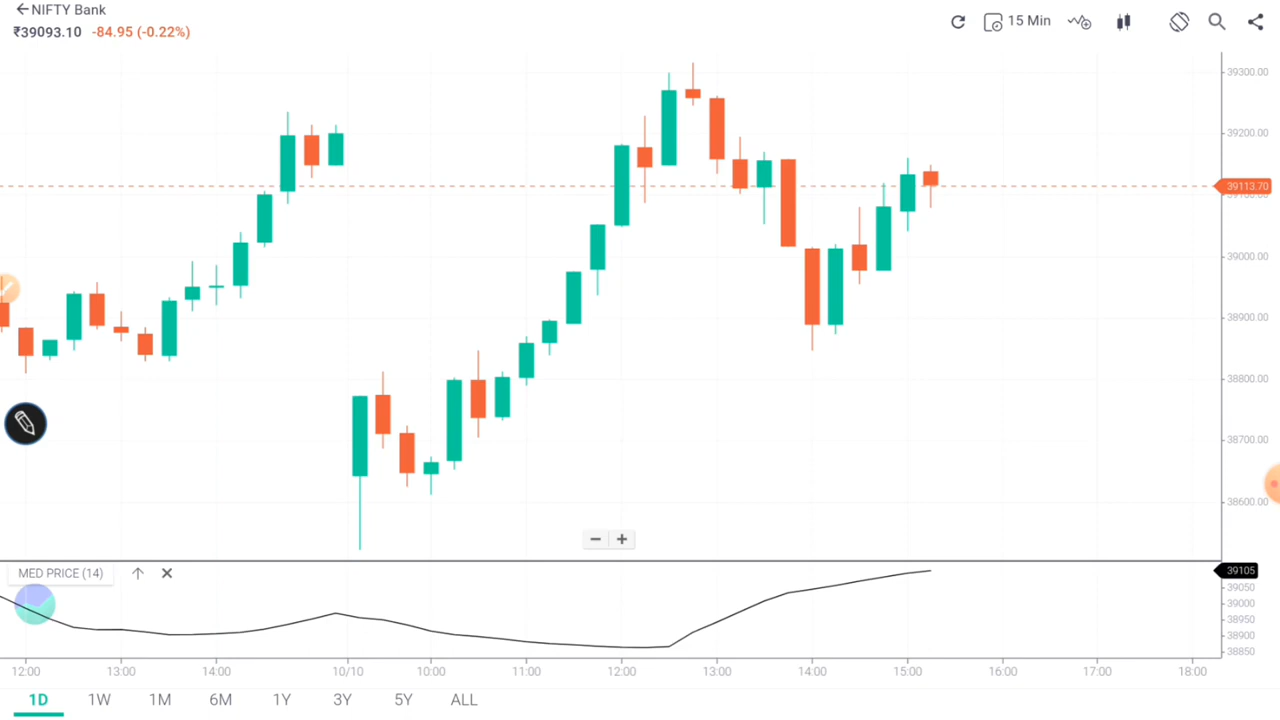 NIFTY Bank
₹39093.10 -84.95 (-0.22%)
15 Min
39300.00
39200.00
39113.70
39000.00
38900.00
38800.00
38700.00
38600.00
MED PRICE (14)
39105
39050
39000
38950
38900
38850
12:00 13:00 14:00 10/10 10:00 11:00 12:00 13:00 14:00 15:00 16:00 17:00 18:00
1D 1W 1M 6M 1Y 3Y 5Y ALL